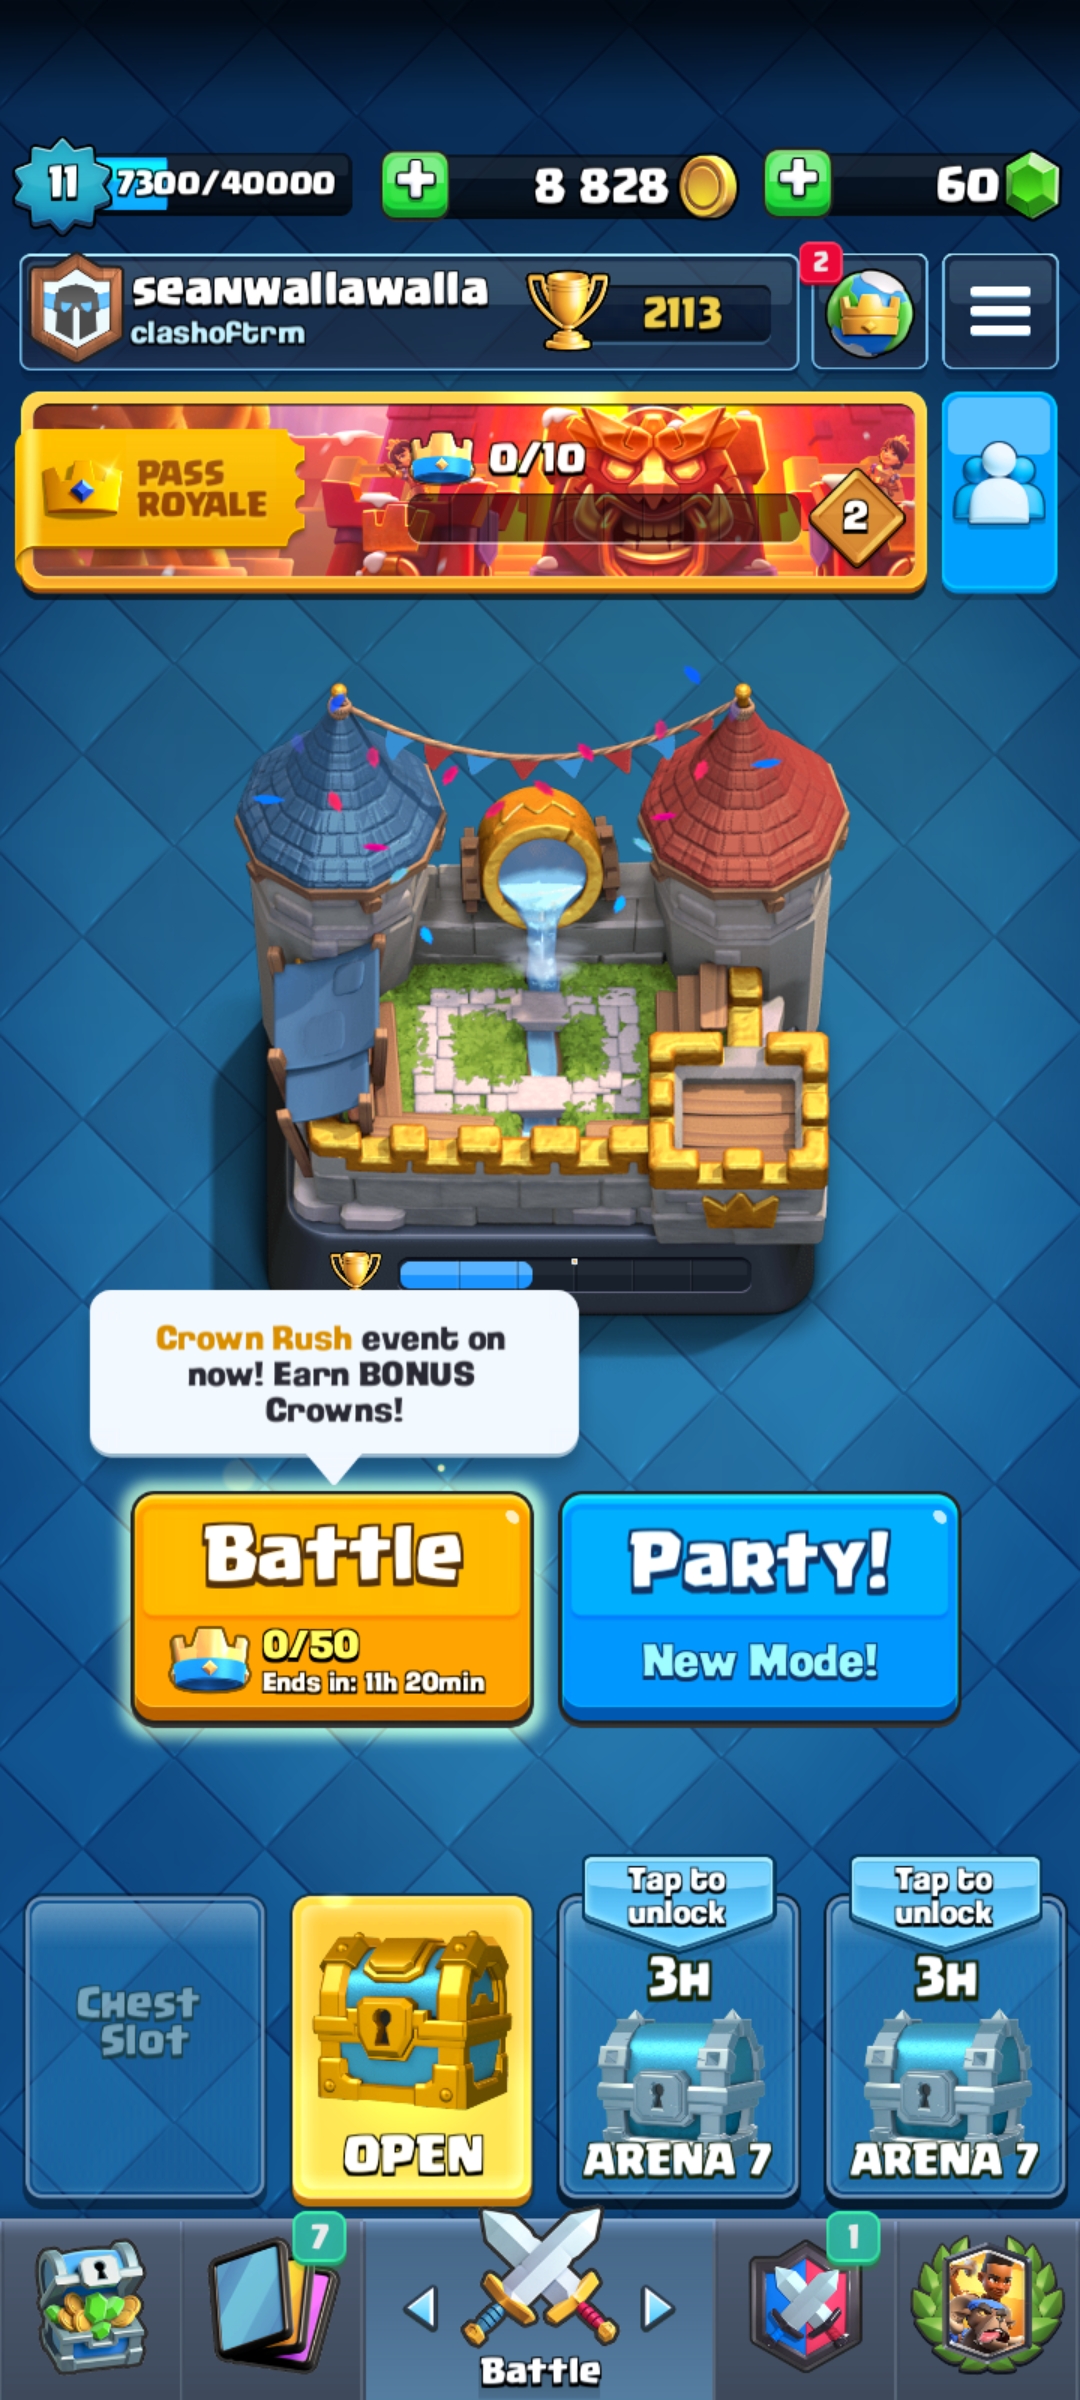 11
7300/40000
8 828
60
seanwallawalla
clashoftrm
2113
2
PASS
ROYALE
0/10
2
Crown Rush event on
now! Earn BONUS
Crowns!
Battle
0/50
Ends in: 11h 20min
Party!
New Mode!
Chest
Slot
OPEN
Tap to
unlock
3H
ARENA 7
Tap to
unlock
3H
ARENA 7
7
1
Battle